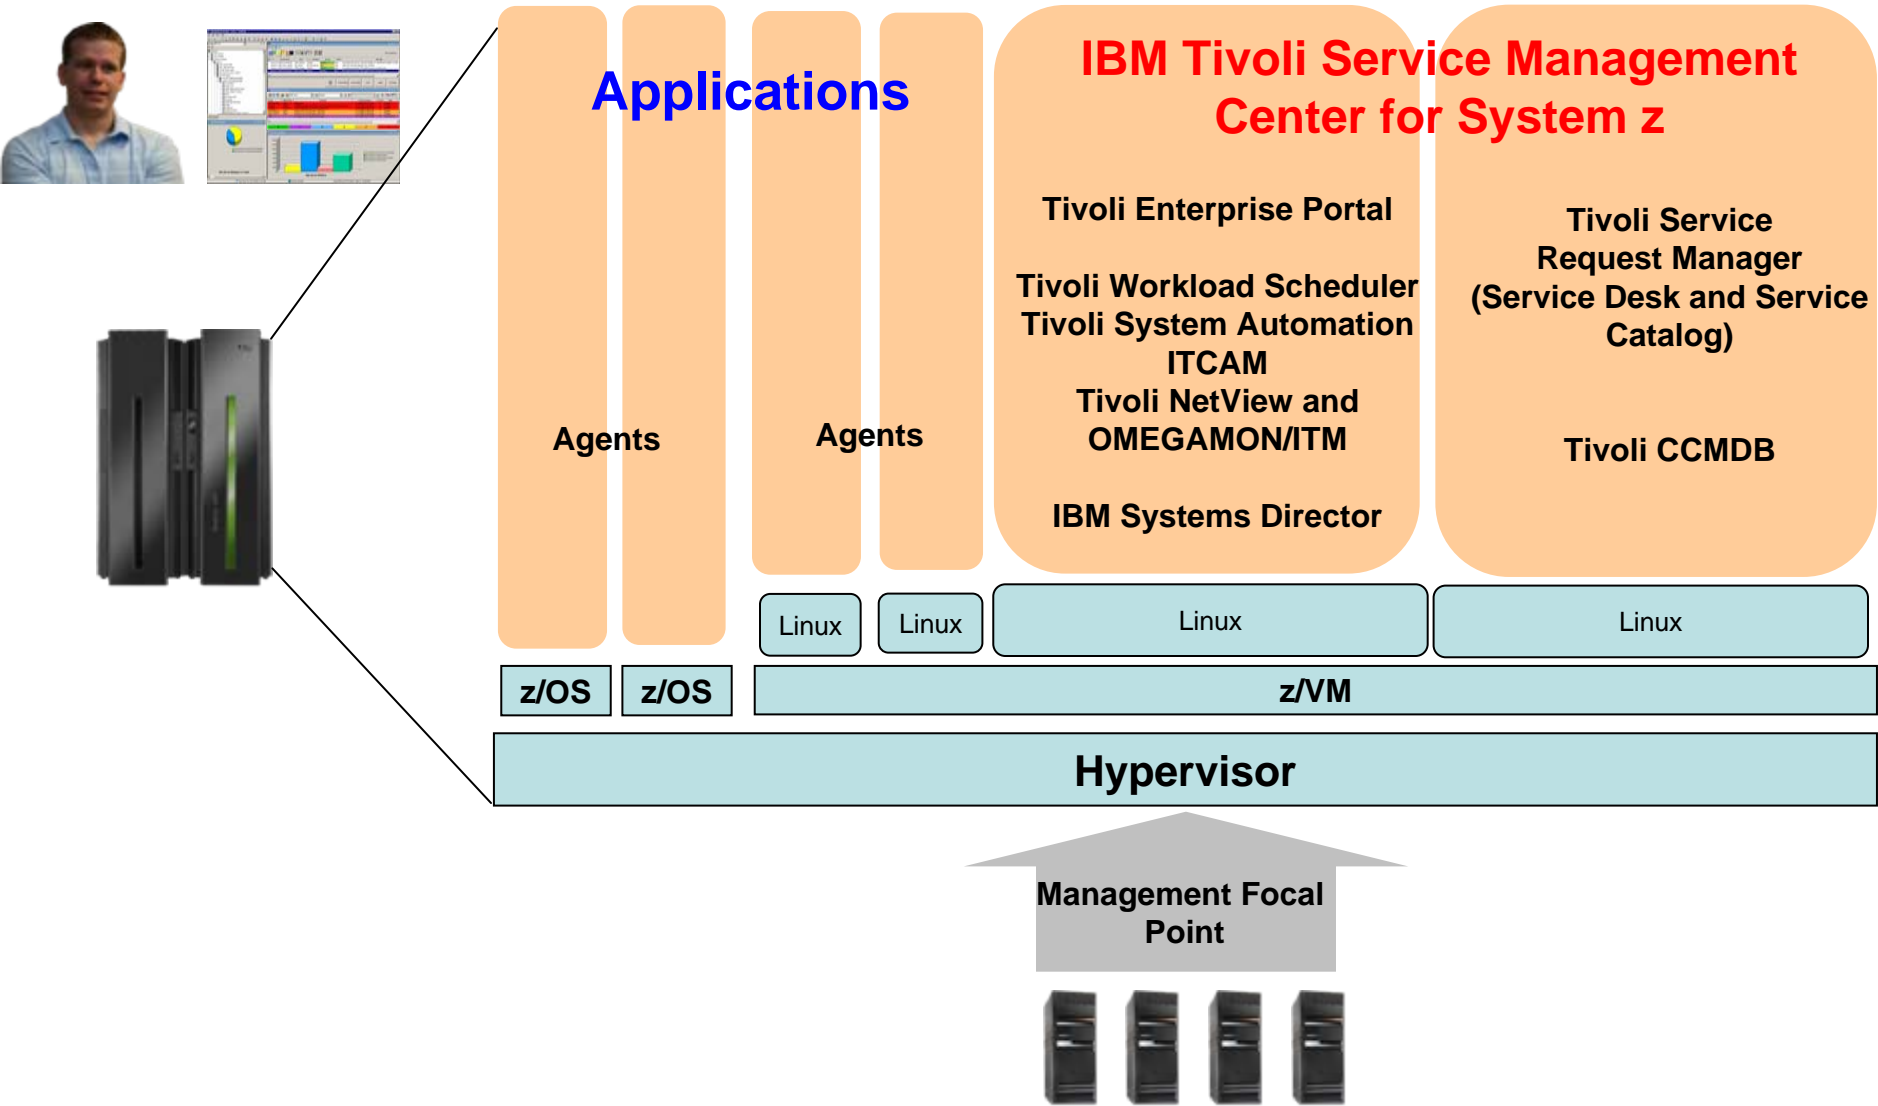 Applications
IBM Tivoli Service Management
Center for System z
Agents
Agents
Tivoli Enterprise Portal
Tivoli Workload Scheduler
Tivoli System Automation
ITCAM
Tivoli NetView and
OMEGAMON/ITM
IBM Systems Director
Tivoli Service
Request Manager
(Service Desk and Service
Catalog)
Tivoli CCMDB
Linux
Linux
Linux
Linux
z/OS
z/OS
z/VM
Hypervisor
Management Focal
Point